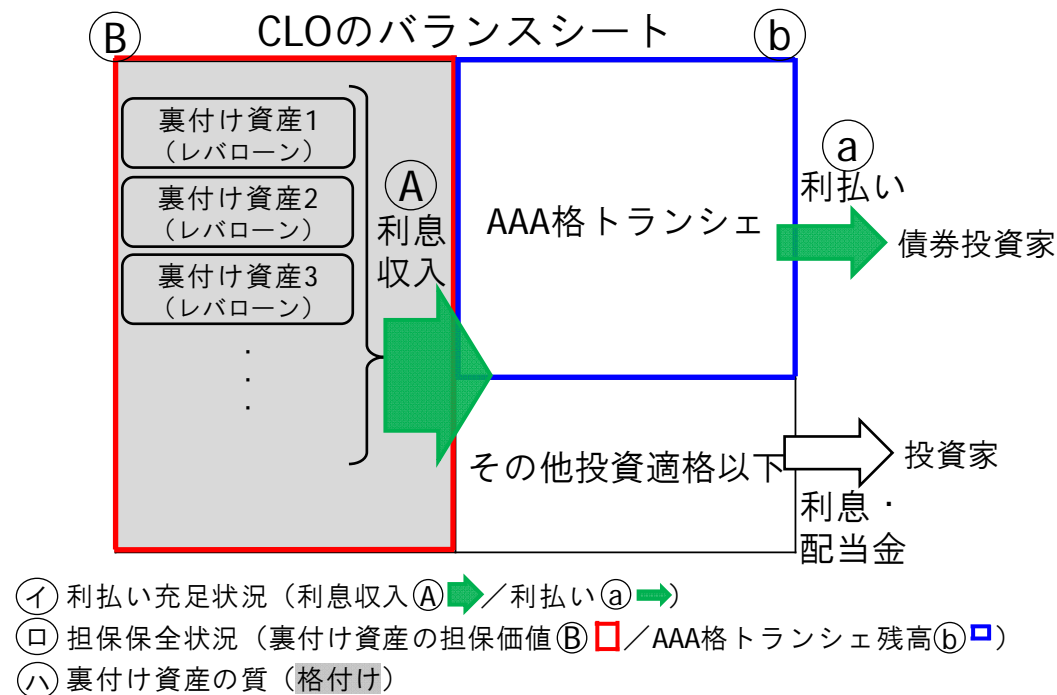 CLOのバランスシート
Ⓑ
ⓑ
裏付け資産1
（レバローン）
裏付け資産2
（レバローン）
裏付け資産3
（レバローン）
・
・
・
Ⓐ
利息
収入
AAA格トランシェ
ⓐ
利払い
債券投資家
その他投資適格以下
投資家
利息・
配当金
㋑ 利払い充足状況（利息収入Ⓐ／利払いⓐ）
㋺ 担保保全状況（裏付け資産の担保価値Ⓑ／AAA格トランシェ残高ⓑ）
㋩ 裏付け資産の質（格付け）